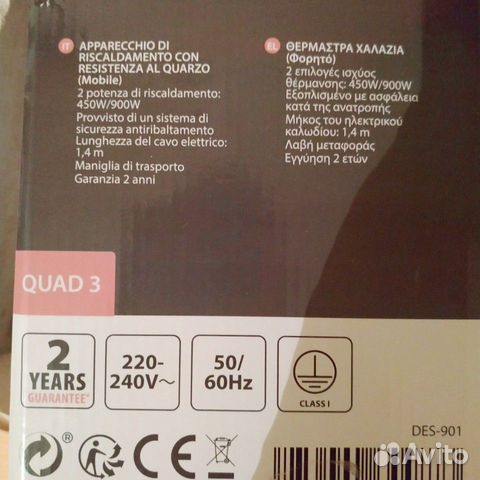 IT APPARECCHIO DI
RISCALDAMENTO CON
RESISTENZA AL QUARZO
(Mobile)
2 potenza di riscaldamento:
450W/900W
Provvisto di un sistema di
sicurezza antiribaltamento
Lunghezza del cavo elettrico:
1,4 m
Maniglia di trasporto
Garanzia 2 anni
EL ΘΕΡΜΑΣΤΡΑ ΧΑΛΑΖΙΑ
(Φορητό)
2 επιλογές ισχύος
θέρμανσης: 450W/900W
Εξοπλισμένο με ασφάλεια
κατά της ανατροπής
Μήκος του ηλεκτρικού
καλωδίου: 1,4 m
Λαβή μεταφοράς
Εγγύηση 2 ετών
QUAD 3
2
YEARS
GUARANTEE*
220-
240V~
50/
60Hz
CLASS I
DES-901
®
CE
Avito